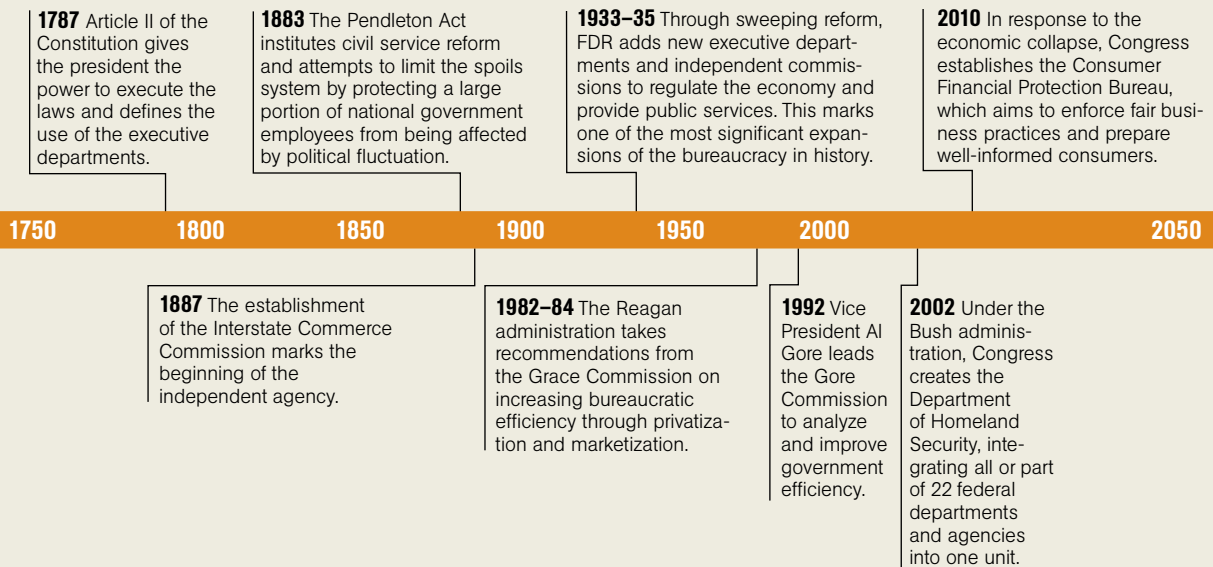 1787 Article II of the
Constitution gives
the president the
power to execute the
laws and defines the
use of the executive
departments.
1883 The Pendleton Act
institutes civil service reform
and attempts to limit the spoils
system by protecting a large
portion of national government
employees from being affected
by political fluctuation.
1933–35 Through sweeping reform,
FDR adds new executive depart-
ments and independent commis-
sions to regulate the economy and
provide public services. This marks
one of the most significant expan-
sions of the bureaucracy in history.
2010 In response to the
economic collapse, Congress
establishes the Consumer
Financial Protection Bureau,
which aims to enforce fair busi-
ness practices and prepare
well-informed consumers.
1750 1800 1850 1900 1950 2000 2050
1887 The establishment
of the Interstate Commerce
Commission marks the
beginning of the
independent agency.
1982–84 The Reagan
administration takes
recommendations from
the Grace Commission on
increasing bureaucratic
efficiency through privatiza-
tion and marketization.
1992 Vice
President Al
Gore leads
the Gore
Commission
to analyze
and improve
government
efficiency.
2002 Under the
Bush adminis-
tration, Congress
creates the
Department
of Homeland
Security, inte-
grating all or part
of 22 federal
departments
and agencies
into one unit.